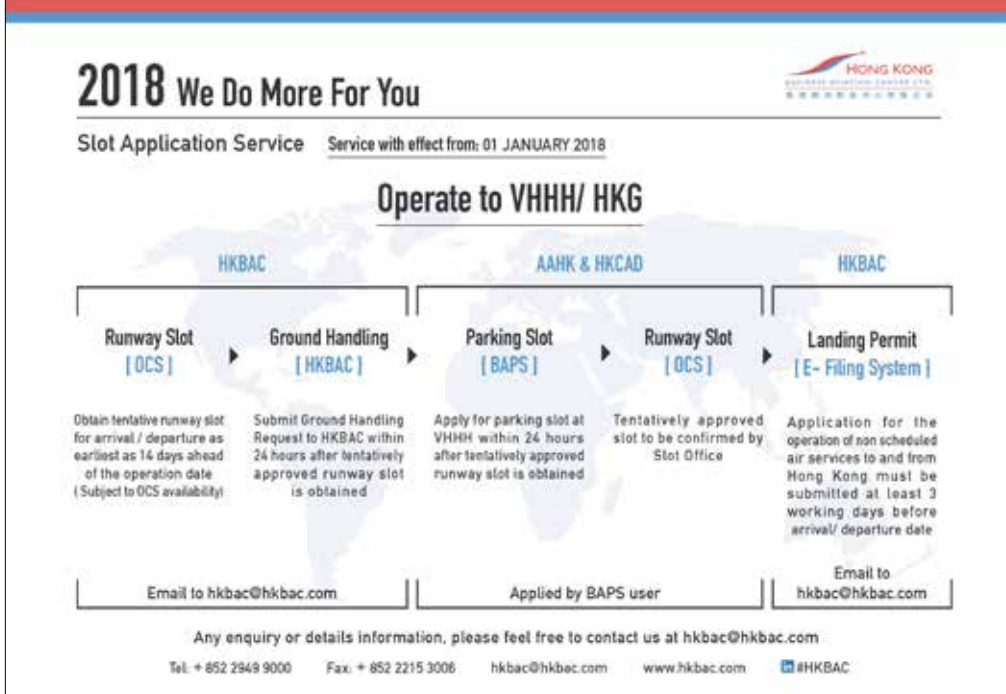 2018 We Do More For You
HONG KONG
BUSINESS AVIATION CENTRE LTD.
Slot Application Service Service with effect from: 01 JANUARY 2018
Operate to VHHH/ HKG
HKBAC
Runway Slot
[ OCS ]
Obtain tentative runway slot
for arrival / departure as
earliest as 14 days ahead
of the operation date
( Subject to OCS availability)
Ground Handling
[ HKBAC ]
Submit Ground Handling
Request to HKBAC within
24 hours after tentatively
approved runway slot
is obtained
Email to hkbac@hkbac.com
AAHK & HKCAD
Parking Slot
[ BAPS ]
Apply for parking slot at
VHHH within 24 hours
after tentatively approved
runway slot is obtained
Runway Slot
[ OCS ]
Tentatively approved
slot to be confirmed by
Slot Office
Applied by BAPS user
HKBAC
Landing Permit
[ E- Filing System ]
Application for the
operation of non scheduled
air services to and from
Hong Kong must be
submitted at least 3
working days before
arrival/ departure date
Email to
hkbac@hkbac.com
Any enquiry or details information, please feel free to contact us at hkbac@hkbac.com
Tel: + 852 2949 9000 Fax: + 852 2215 3006 hkbac@hkbac.com www.hkbac.com in #HKBAC